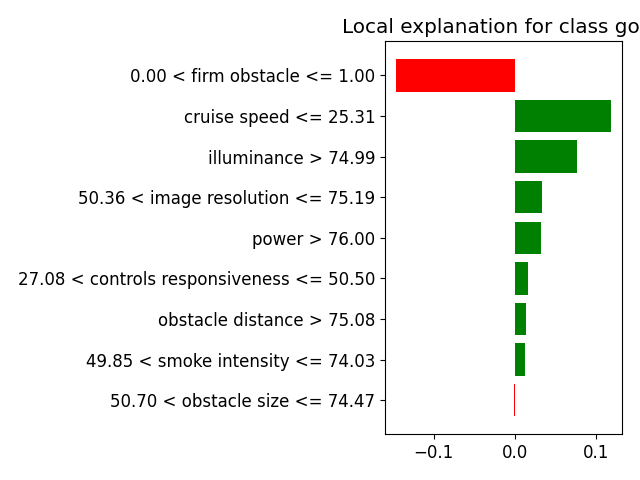 Local explanation for class go
0.00 < firm obstacle <= 1.00
cruise speed <= 25.31
illuminance > 74.99
50.36 < image resolution <= 75.19
power > 76.00
27.08 < controls responsiveness <= 50.50
obstacle distance > 75.08
49.85 < smoke intensity <= 74.03
50.70 < obstacle size <= 74.47
−0.1 0.0 0.1